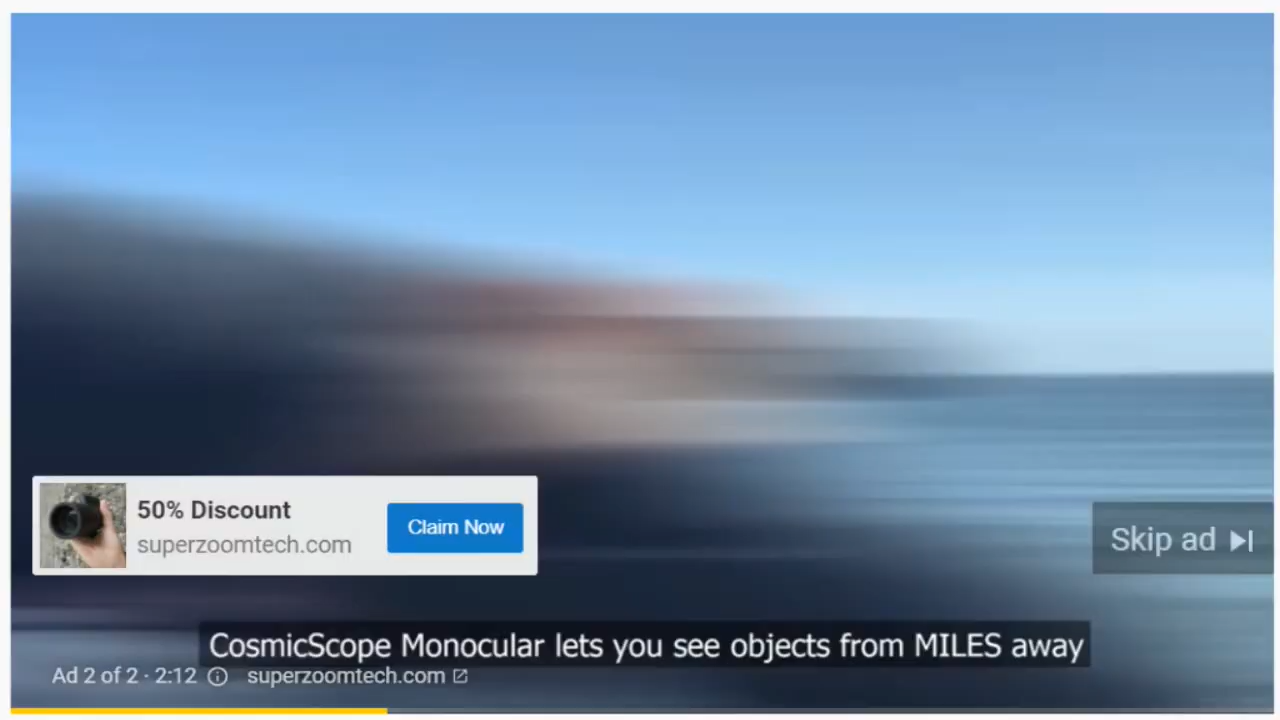 50% Discount
superzoomtech.com
Claim Now
Skip ad
CosmicScope Monocular lets you see objects from MILES away
Ad 2 of 2 · 2:12 superzoomtech.com